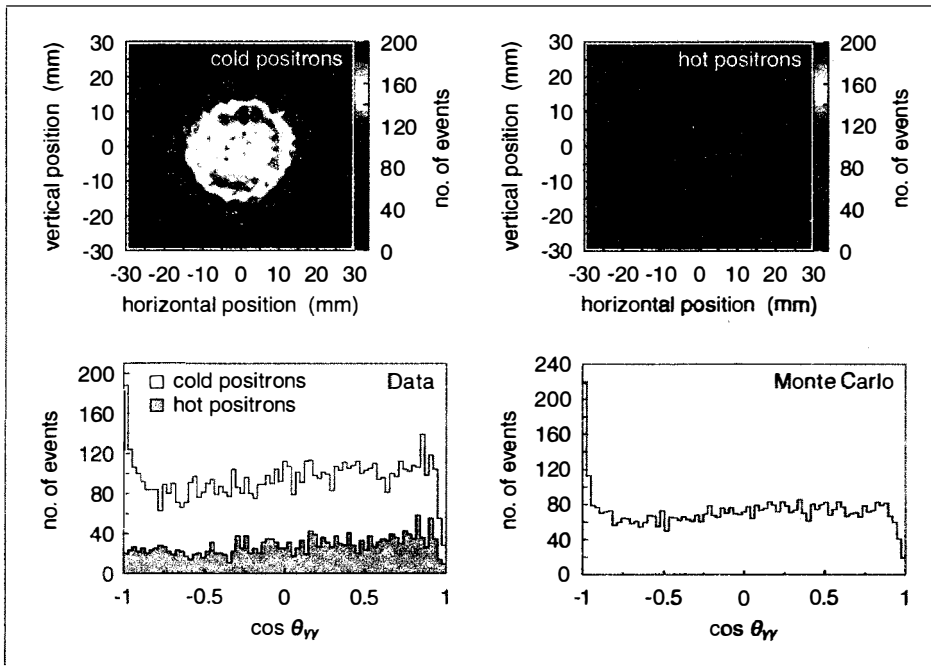 cold positrons
hot positrons
vertical position (mm)
30
20
10
0
-10
-20
-30
-30 -20 -10 0 10 20 30
horizontal position (mm)
200
160
120
80
40
0
no. of events
vertical position (mm)
30
20
10
0
-10
-20
-30
-30 -20 -10 0 10 20 30
horizontal position (mm)
200
160
120
80
40
0
no. of events
no. of events
200
160
120
80
40
0
cold positrons
hot positrons
Data
-1 -0.5 0 0.5 1
cos θγγ
no. of events
240
200
160
120
80
40
0
Monte Carlo
-1 -0.5 0 0.5 1
cos θγγ